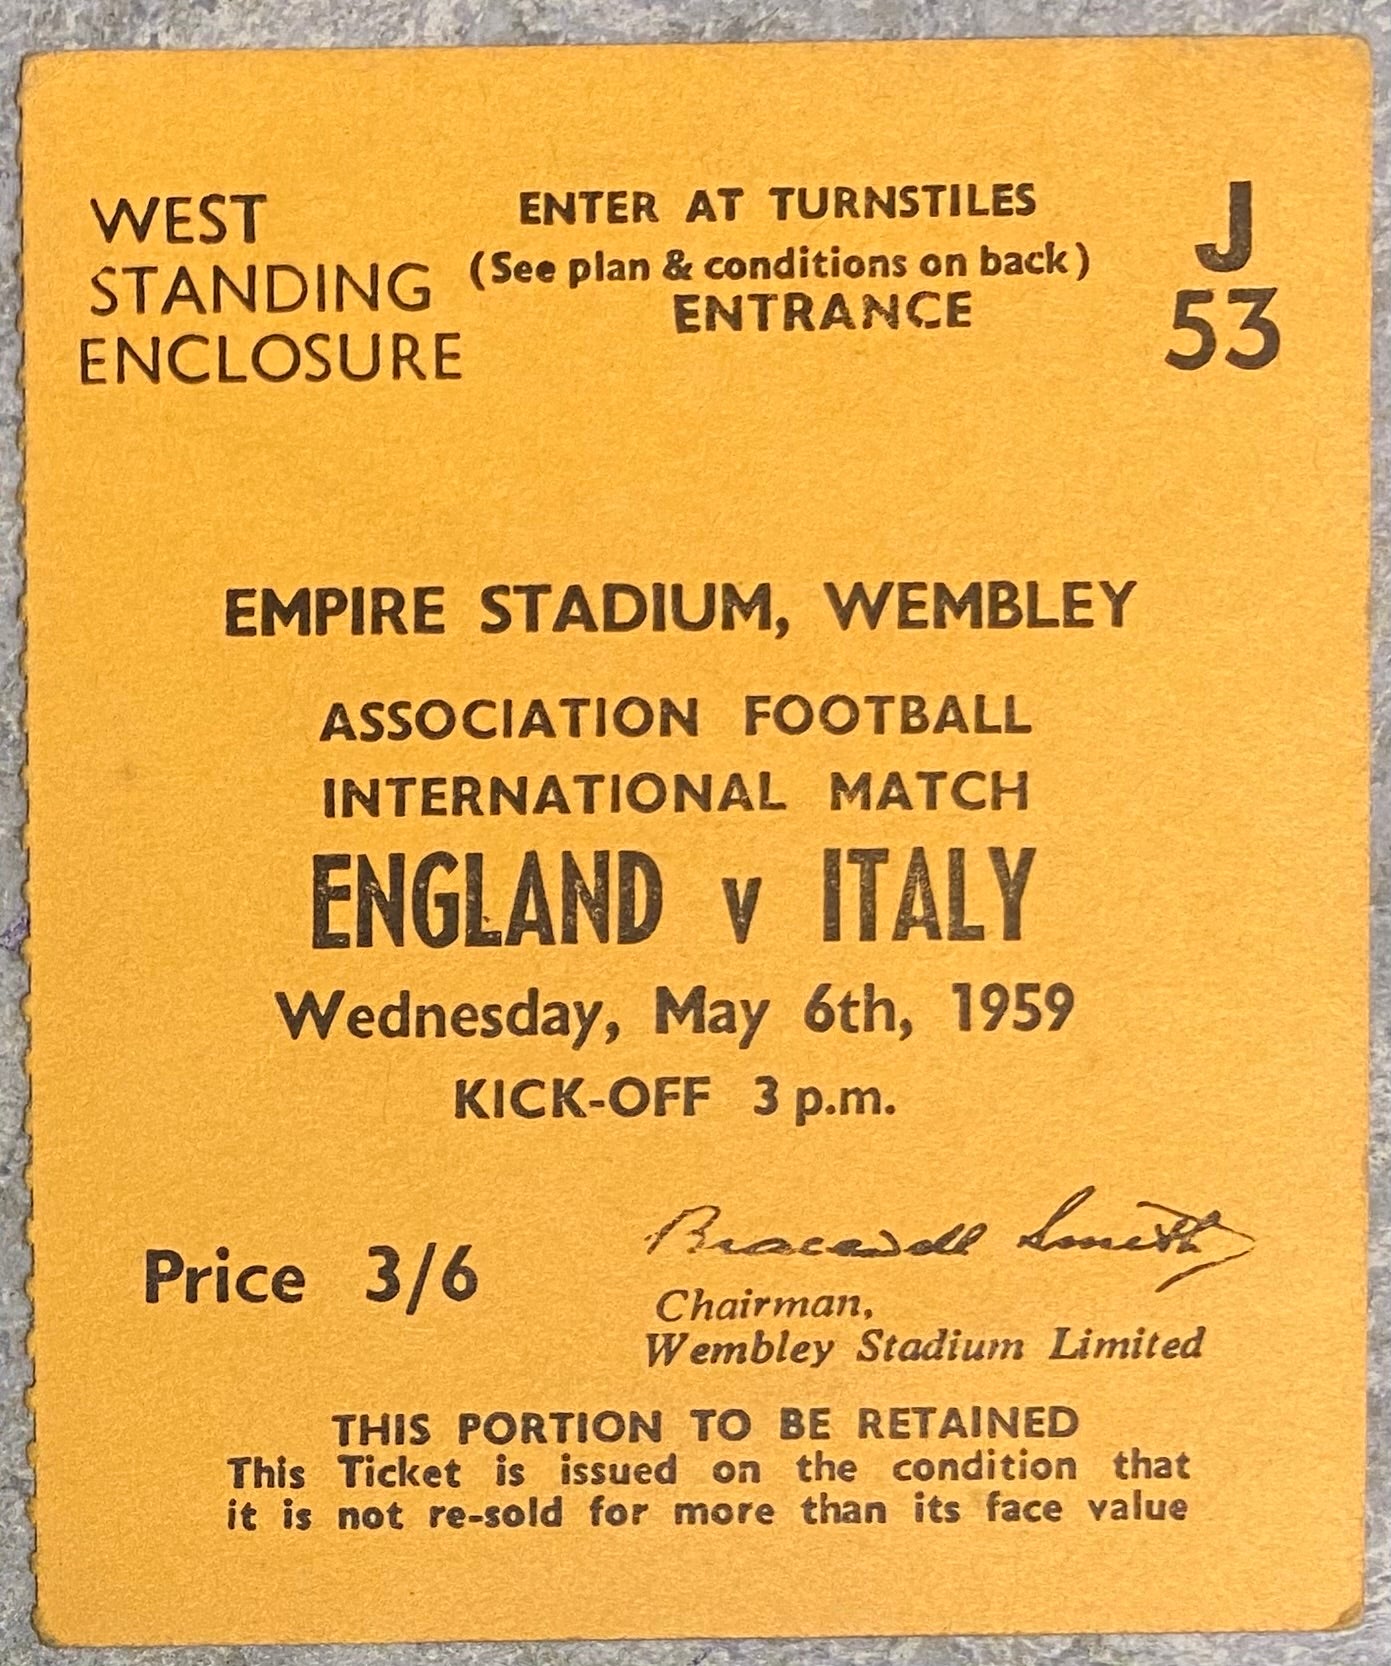 WEST
STANDING
ENCLOSURE
ENTER AT TURNSTILES
(See plan & conditions on back)
ENTRANCE
J
53
EMPIRE STADIUM, WEMBLEY
ASSOCIATION FOOTBALL
INTERNATIONAL MATCH
ENGLAND v ITALY
Wednesday, May 6th, 1959
KICK-OFF 3 p.m.
Price 3/6
Bracewell Smith
Chairman,
Wembley Stadium Limited
THIS PORTION TO BE RETAINED
This Ticket is issued on the condition that
it is not re-sold for more than its face value